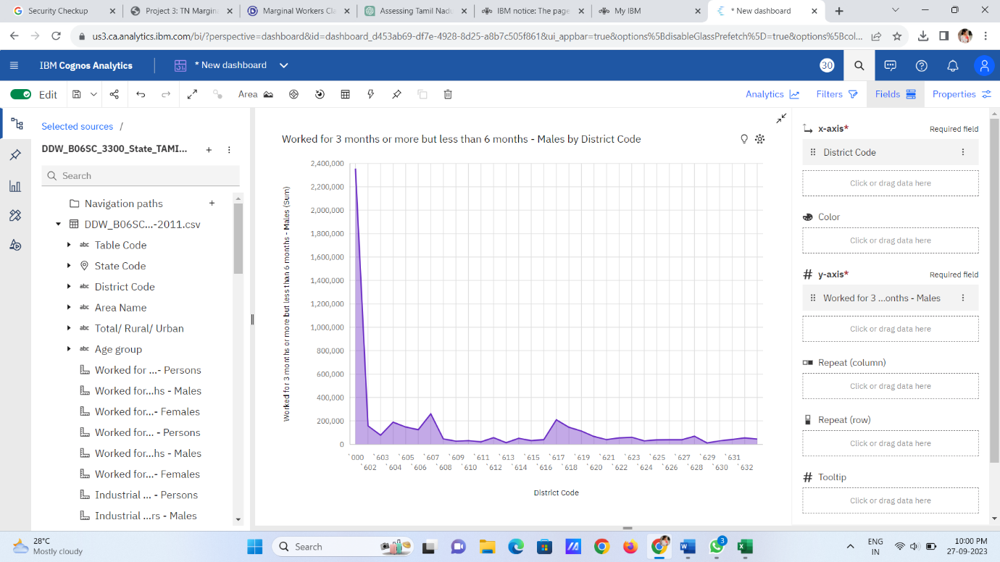 Security Checkup
Project 3: TN Margina
Marginal Workers Cla
Assessing Tamil Nadu
IBM notice: The page
My IBM
* New dashboard
us3.ca.analytics.ibm.com/bi/?perspective=dashboard&id=dashboard_d453ab69-df7e-4928-8d25-a8b7c505f861&ui_appbar=true&options%5BdisableGlassPrefetch%5D=true&options%5Bcol...
IBM Cognos Analytics
* New dashboard
30
Edit
Area
Analytics
Filters
Fields
Properties
Selected sources /
DDW_B06SC_3300_State_TAMI...
Search
Navigation paths
DDW_B06SC...-2011.csv
abc Table Code
State Code
abc District Code
abc Area Name
abc Total/ Rural/ Urban
abc Age group
Worked for ...- Persons
Worked for...hs - Males
Worked for...- Females
Worked for... - Persons
Worked for...hs - Males
Worked for...- Females
Industrial ... - Persons
Industrial ...rs - Males
Worked for 3 months or more but less than 6 months - Males by District Code
Worked for 3 months or more but less than 6 months - Males (Sum)
2,400,000
2,200,000
2,000,000
1,800,000
1,600,000
1,400,000
1,200,000
1,000,000
800,000
600,000
400,000
200,000
0
`000 `603 `605 `607 `609 `611 `613 `615 `617 `619 `621 `623 `625 `627 `629 `631
`602 `604 `606 `608 `610 `612 `614 `616 `618 `620 `622 `624 `626 `628 `630 `632
District Code
x-axis* Required field
District Code
Click or drag data here
Color
Click or drag data here
# y-axis* Required field
Worked for 3 ...onths - Males
Click or drag data here
Repeat (column)
Click or drag data here
Repeat (row)
Click or drag data here
# Tooltip
Click or drag data here
28°C
Mostly cloudy
Search
3
ENG
IN
10:00 PM
27-09-2023